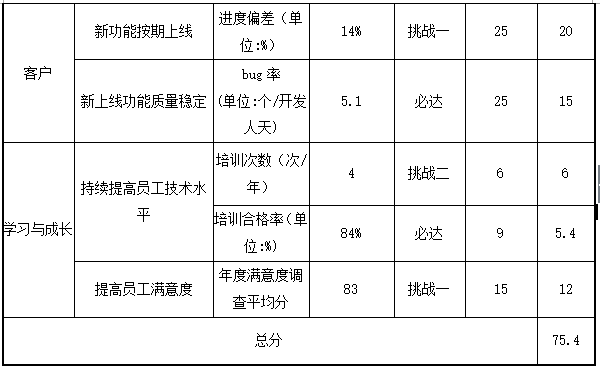 客户
新功能按期上线
进度偏差（单
位:%）
14%
挑战一
25
20
新上线功能质量稳定
bug 率
(单位:个/开发
人天)
5.1
必达
25
15
学习与成长
持续提高员工技术水
平
培训次数（次/
年）
4
挑战二
6
6
培训合格率（单
位:%)
84%
必达
9
5.4
提高员工满意度
年度满意度调
查平均分
83
挑战一
15
12
总分
75.4